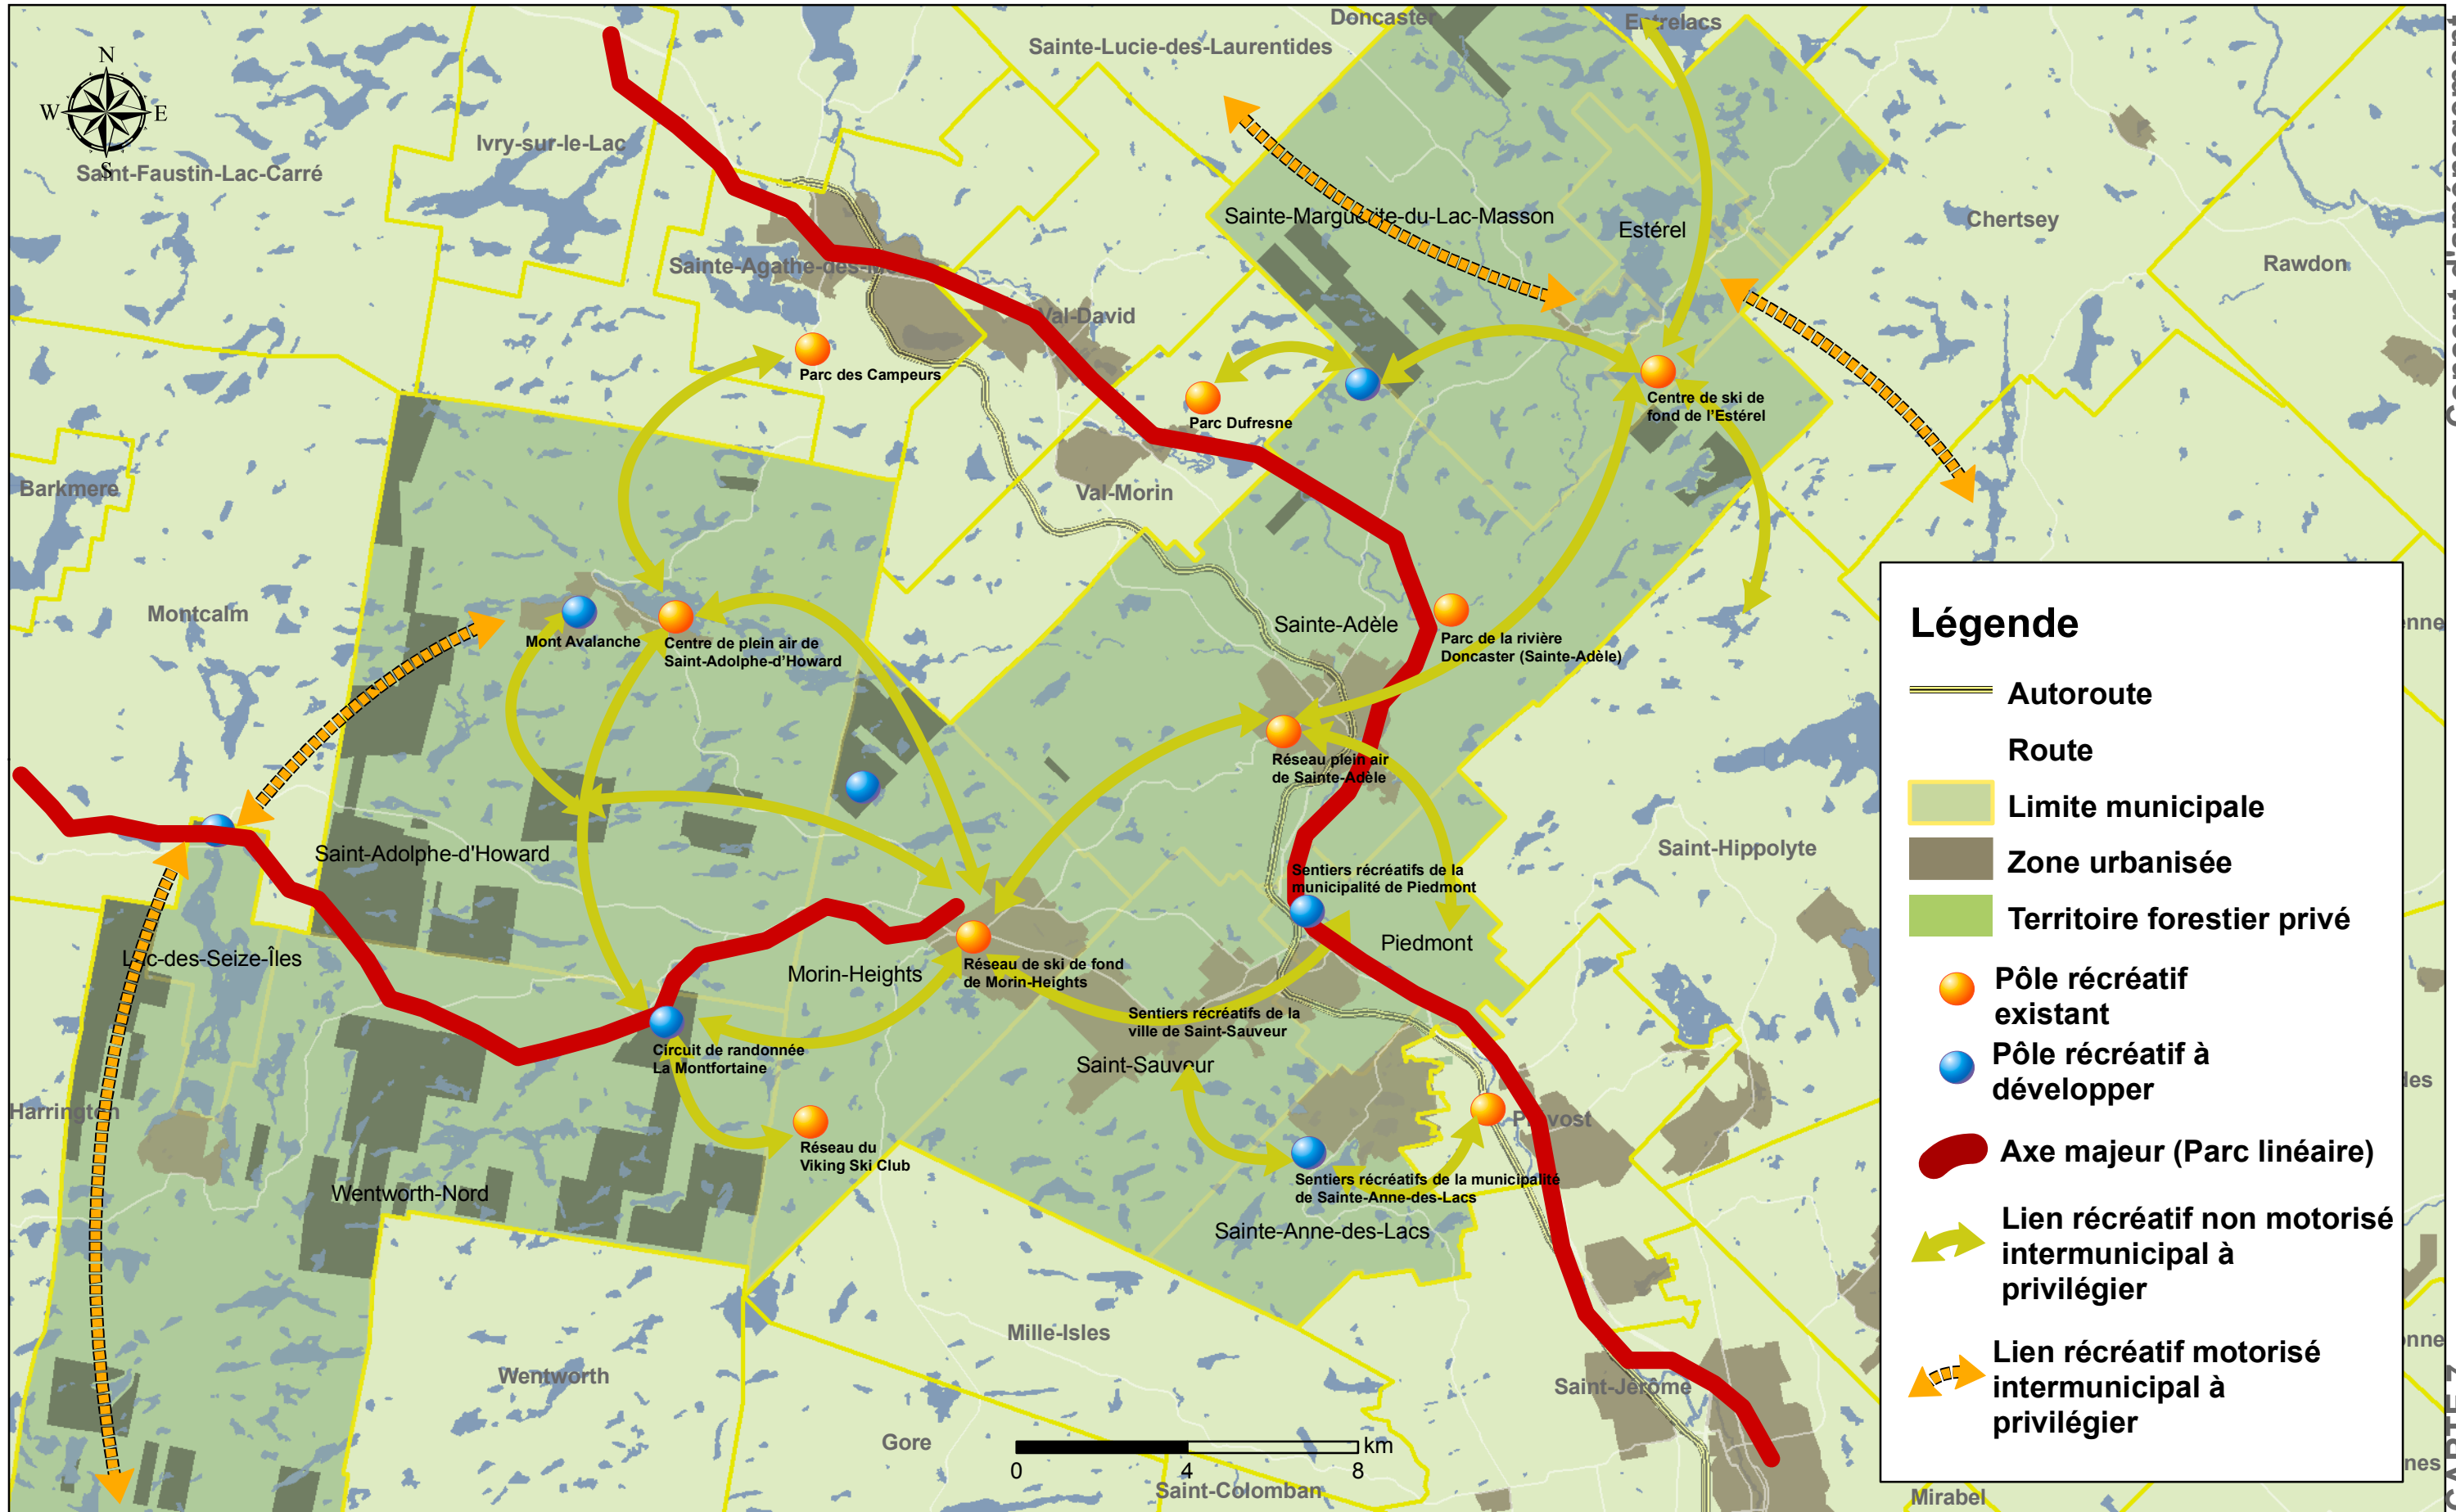 Doncaster
Entrelacs
Sainte-Lucie-des-Laurentides
N
W
E
S
Ivry-sur-le-Lac
Saint-Faustin-Lac-Carré
Sainte-Marguerite-du-Lac-Masson
Estérel
Chertsey
Rawdon
Val-David
Parc des Campeurs
Parc Dufresne
Centre de ski de
fond de l'Estérel
Barkmere
Val-Morin
Montcalm
Mont Avalanche
Centre de plein air de
Saint-Adolphe-d'Howard
Sainte-Adèle
Parc de la rivière
Doncaster (Sainte-Adèle)
Réseau plein air
de Sainte-Adèle
Saint-Adolphe-d'Howard
Saint-Hippolyte
Sentiers récréatifs de la
municipalité de Piedmont
Piedmont
Lac-des-Seize-Îles
Morin-Heights
Réseau de ski de fond
de Morin-Heights
Sentiers récréatifs de la
ville de Saint-Sauveur
Circuit de randonnée
La Montfortaine
Saint-Sauveur
Harrington
Prévost
Réseau du
Viking Ski Club
Sentiers récréatifs de la municipalité
de Sainte-Anne-des-Lacs
Wentworth-Nord
Sainte-Anne-des-Lacs
Mille-Isles
Wentworth
Saint-Jérôme
Gore
km
0 4 8
Saint-Colomban
Mirabel
Légende
Autoroute
Route
Limite municipale
Zone urbanisée
Territoire forestier privé
Pôle récréatif
existant
Pôle récréatif à
développer
Axe majeur (Parc linéaire)
Lien récréatif non motorisé
intermunicipal à
privilégier
Lien récréatif motorisé
intermunicipal à
privilégier